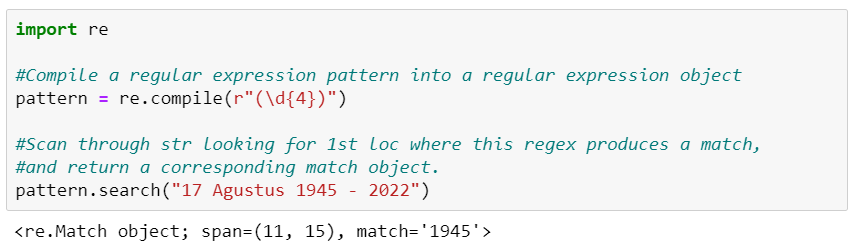 import re
#Compile a regular expression pattern into a regular expression object
pattern = re.compile(r"(\d{4})")
#Scan through str looking for 1st loc where this regex produces a match,
#and return a corresponding match object.
pattern.search("17 Agustus 1945 - 2022")
<re.Match object; span=(11, 15), match='1945'>